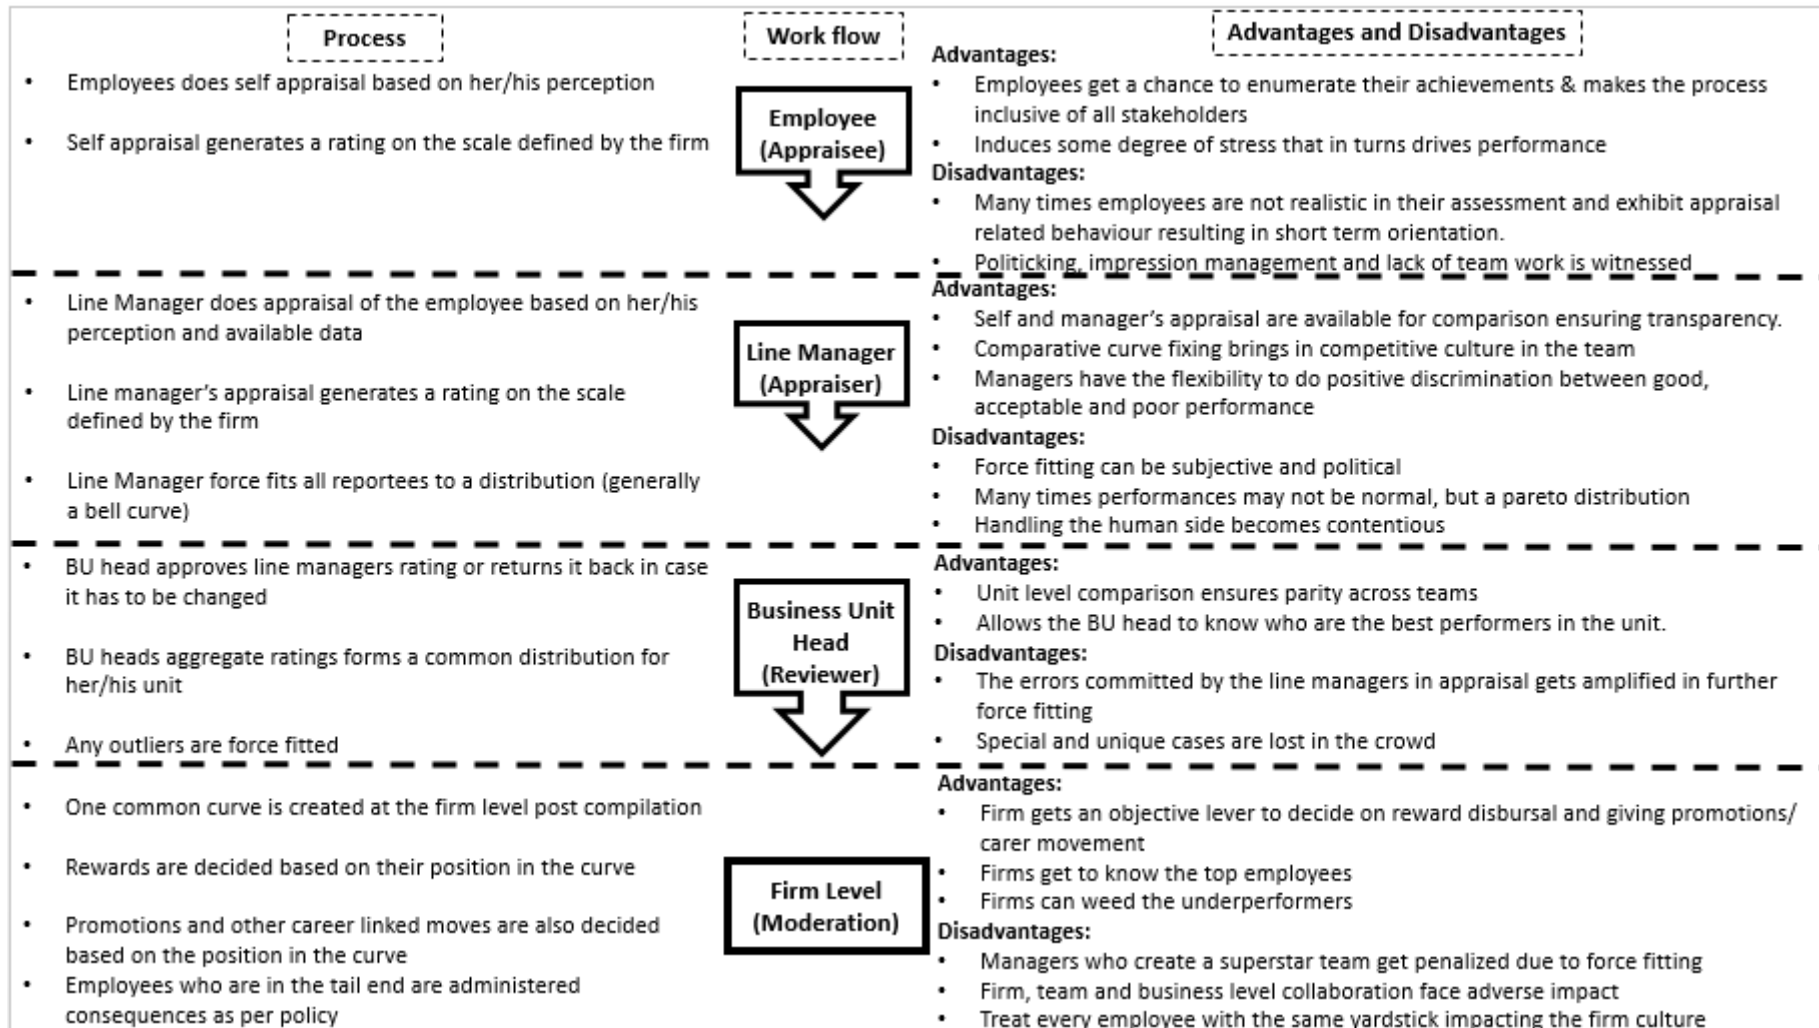 Process
Work flow
Advantages and Disadvantages
• Employees does self appraisal based on her/his perception
• Self appraisal generates a rating on the scale defined by the firm
Employee
(Appraisee)
Advantages:
• Employees get a chance to enumerate their achievements & makes the process
inclusive of all stakeholders
• Induces some degree of stress that in turns drives performance
Disadvantages:
• Many times employees are not realistic in their assessment and exhibit appraisal
related behaviour resulting in short term orientation.
• Politicking, impression management and lack of team work is witnessed
• Line Manager does appraisal of the employee based on her/his
perception and available data
• Line manager's appraisal generates a rating on the scale
defined by the firm
• Line Manager force fits all reportees to a distribution (generally
a bell curve)
Line Manager
(Appraiser)
Advantages:
• Self and manager's appraisal are available for comparison ensuring transparency.
• Comparative curve fixing brings in competitive culture in the team
• Managers have the flexibility to do positive discrimination between good,
acceptable and poor performance
Disadvantages:
• Force fitting can be subjective and political
• Many times performances may not be normal, but a pareto distribution
• Handling the human side becomes contentious
• BU head approves line managers rating or returns it back in case
it has to be changed
• BU heads aggregate ratings forms a common distribution for
her/his unit
• Any outliers are force fitted
Business Unit
Head
(Reviewer)
Advantages:
• Unit level comparison ensures parity across teams
• Allows the BU head to know who are the best performers in the unit.
Disadvantages:
• The errors committed by the line managers in appraisal gets amplified in further
force fitting
• Special and unique cases are lost in the crowd
• One common curve is created at the firm level post compilation
• Rewards are decided based on their position in the curve
• Promotions and other career linked moves are also decided
based on the position in the curve
• Employees who are in the tail end are administered
consequences as per policy
Firm Level
(Moderation)
Advantages:
• Firm gets an objective lever to decide on reward disbursal and giving promotions/
carer movement
• Firms get to know the top employees
• Firms can weed the underperformers
Disadvantages:
• Managers who create a superstar team get penalized due to force fitting
• Firm, team and business level collaboration face adverse impact
• Treat every employee with the same yardstick impacting the firm culture